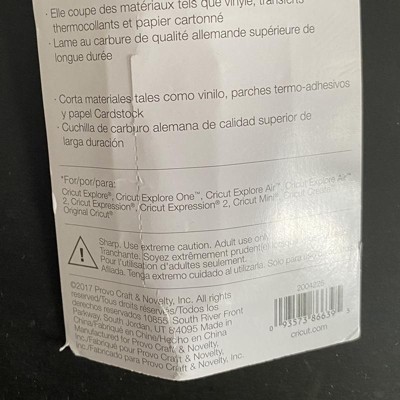 · Elle coupe des matériaux tels que vinyle, transferts
thermocollants et papier cartonné
· Lame au carbure de qualité allemande supérieure de
longue durée
· Corta materiales tales como vinilo, parches termo-adhesivos
y papel Cardstock
· Cuchilla de carburo alemana de calidad superior de
larga duración
*For/por/para:
Cricut Explore®, Cricut Explore One™, Cricut Explore Air™, Cricut Explore Air™
2, Cricut Expression®, Cricut Expression® 2, Cricut Mini®, Cricut
Original Cricut®
Sharp. Use extreme caution. Adult use only.
Tranchante. Soyez extrêmement prudent
Pour l'utilisation d'adultes seulement.
Afilada. Tenga extremo cuidado al utilizarla. Sólo para
©2017 Provo Craft & Novelty, Inc. All rights
reserved/Tous droits réservés/Todos los
derechos reservados 10855 South River Front
Parkway, South Jordan, UT 84095 Made in
China/Fabriqué en China/Hecho en China
Manufactured for Provo Craft & Novelty,
Inc./Fabriqué pour Provo Craft & Novelty,
Inc./Fabricado para Provo Craft & Novelty,
0 93573 86639 5
cricut.com